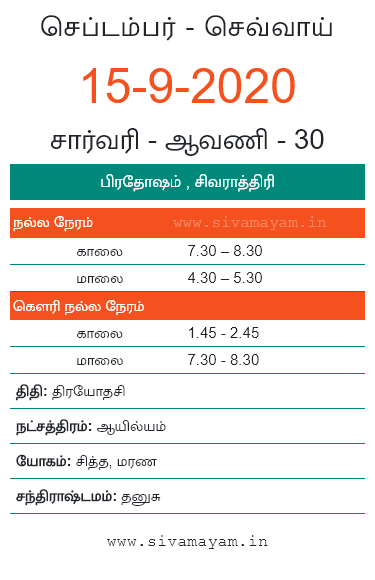 செப்டம்பர் - செவ்வாய்
15-9-2020
சார்வரி - ஆவணி - 30
பிரதோஷம் , சிவராத்திரி
நல்ல நேரம் www.sivamayam.in
காலை 7.30 – 8.30
மாலை 4.30 – 5.30
கௌரி நல்ல நேரம்
காலை 1.45 - 2.45
மாலை 7.30 - 8.30
திதி: திரயோதசி
நட்சத்திரம்: ஆயில்யம்
யோகம்: சித்த, மரண
சந்திராஷ்டமம்: தனுசு
www.sivamayam.in